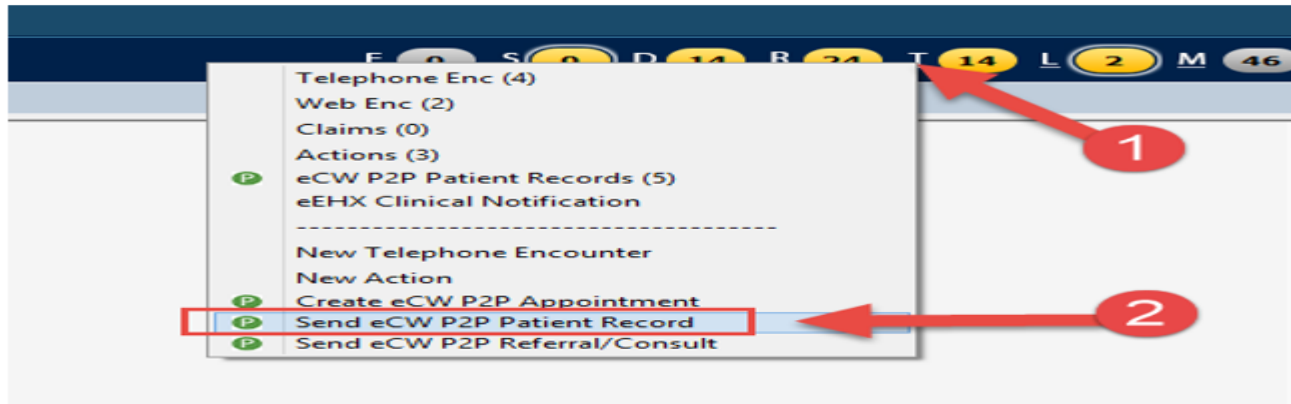 E 0 S 0 D 14 R 24 T 14 L 2 M 46
Telephone Enc (4)
Web Enc (2)
Claims (0)
Actions (3)
P eCW P2P Patient Records (5)
eEHX Clinical Notification
----------------------------------------
New Telephone Encounter
New Action
P Create eCW P2P Appointment
P Send eCW P2P Patient Record
P Send eCW P2P Referral/Consult
1
2